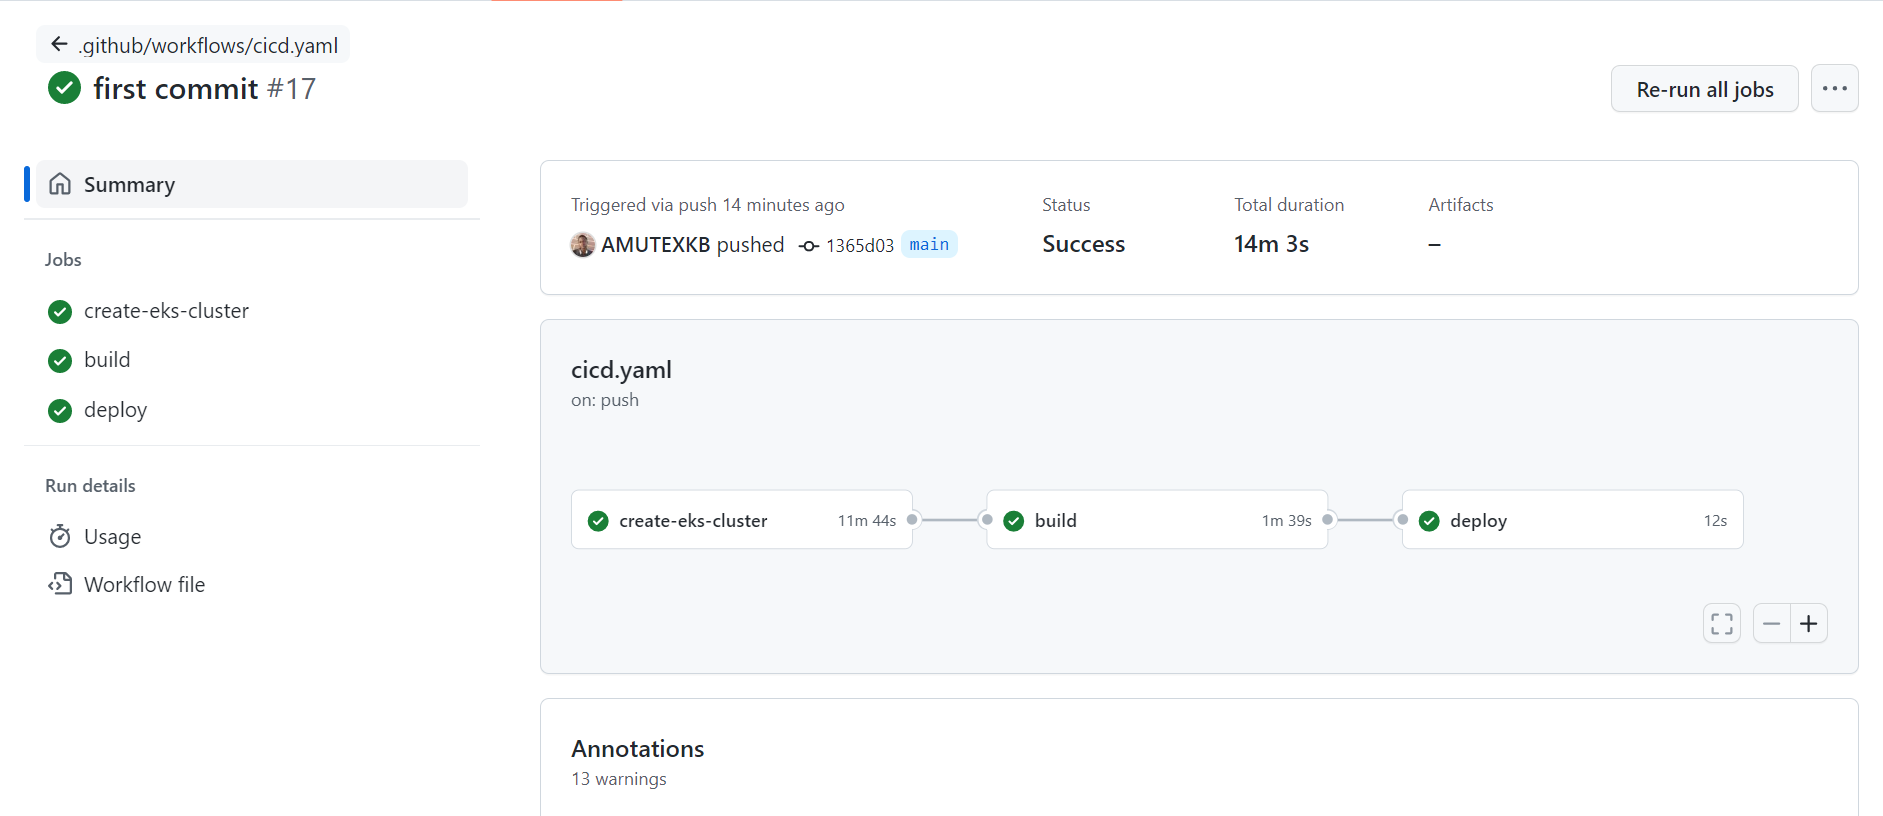 .github/workflows/cicd.yaml
first commit #17
Re-run all jobs
Summary
Jobs
create-eks-cluster
build
deploy
Run details
Usage
Workflow file
Triggered via push 14 minutes ago
AMUTEXKB pushed 1365d03 main
Status
Success
Total duration
14m 3s
Artifacts
–
cicd.yaml
on: push
create-eks-cluster 11m 44s
build 1m 39s
deploy 12s
Annotations
13 warnings